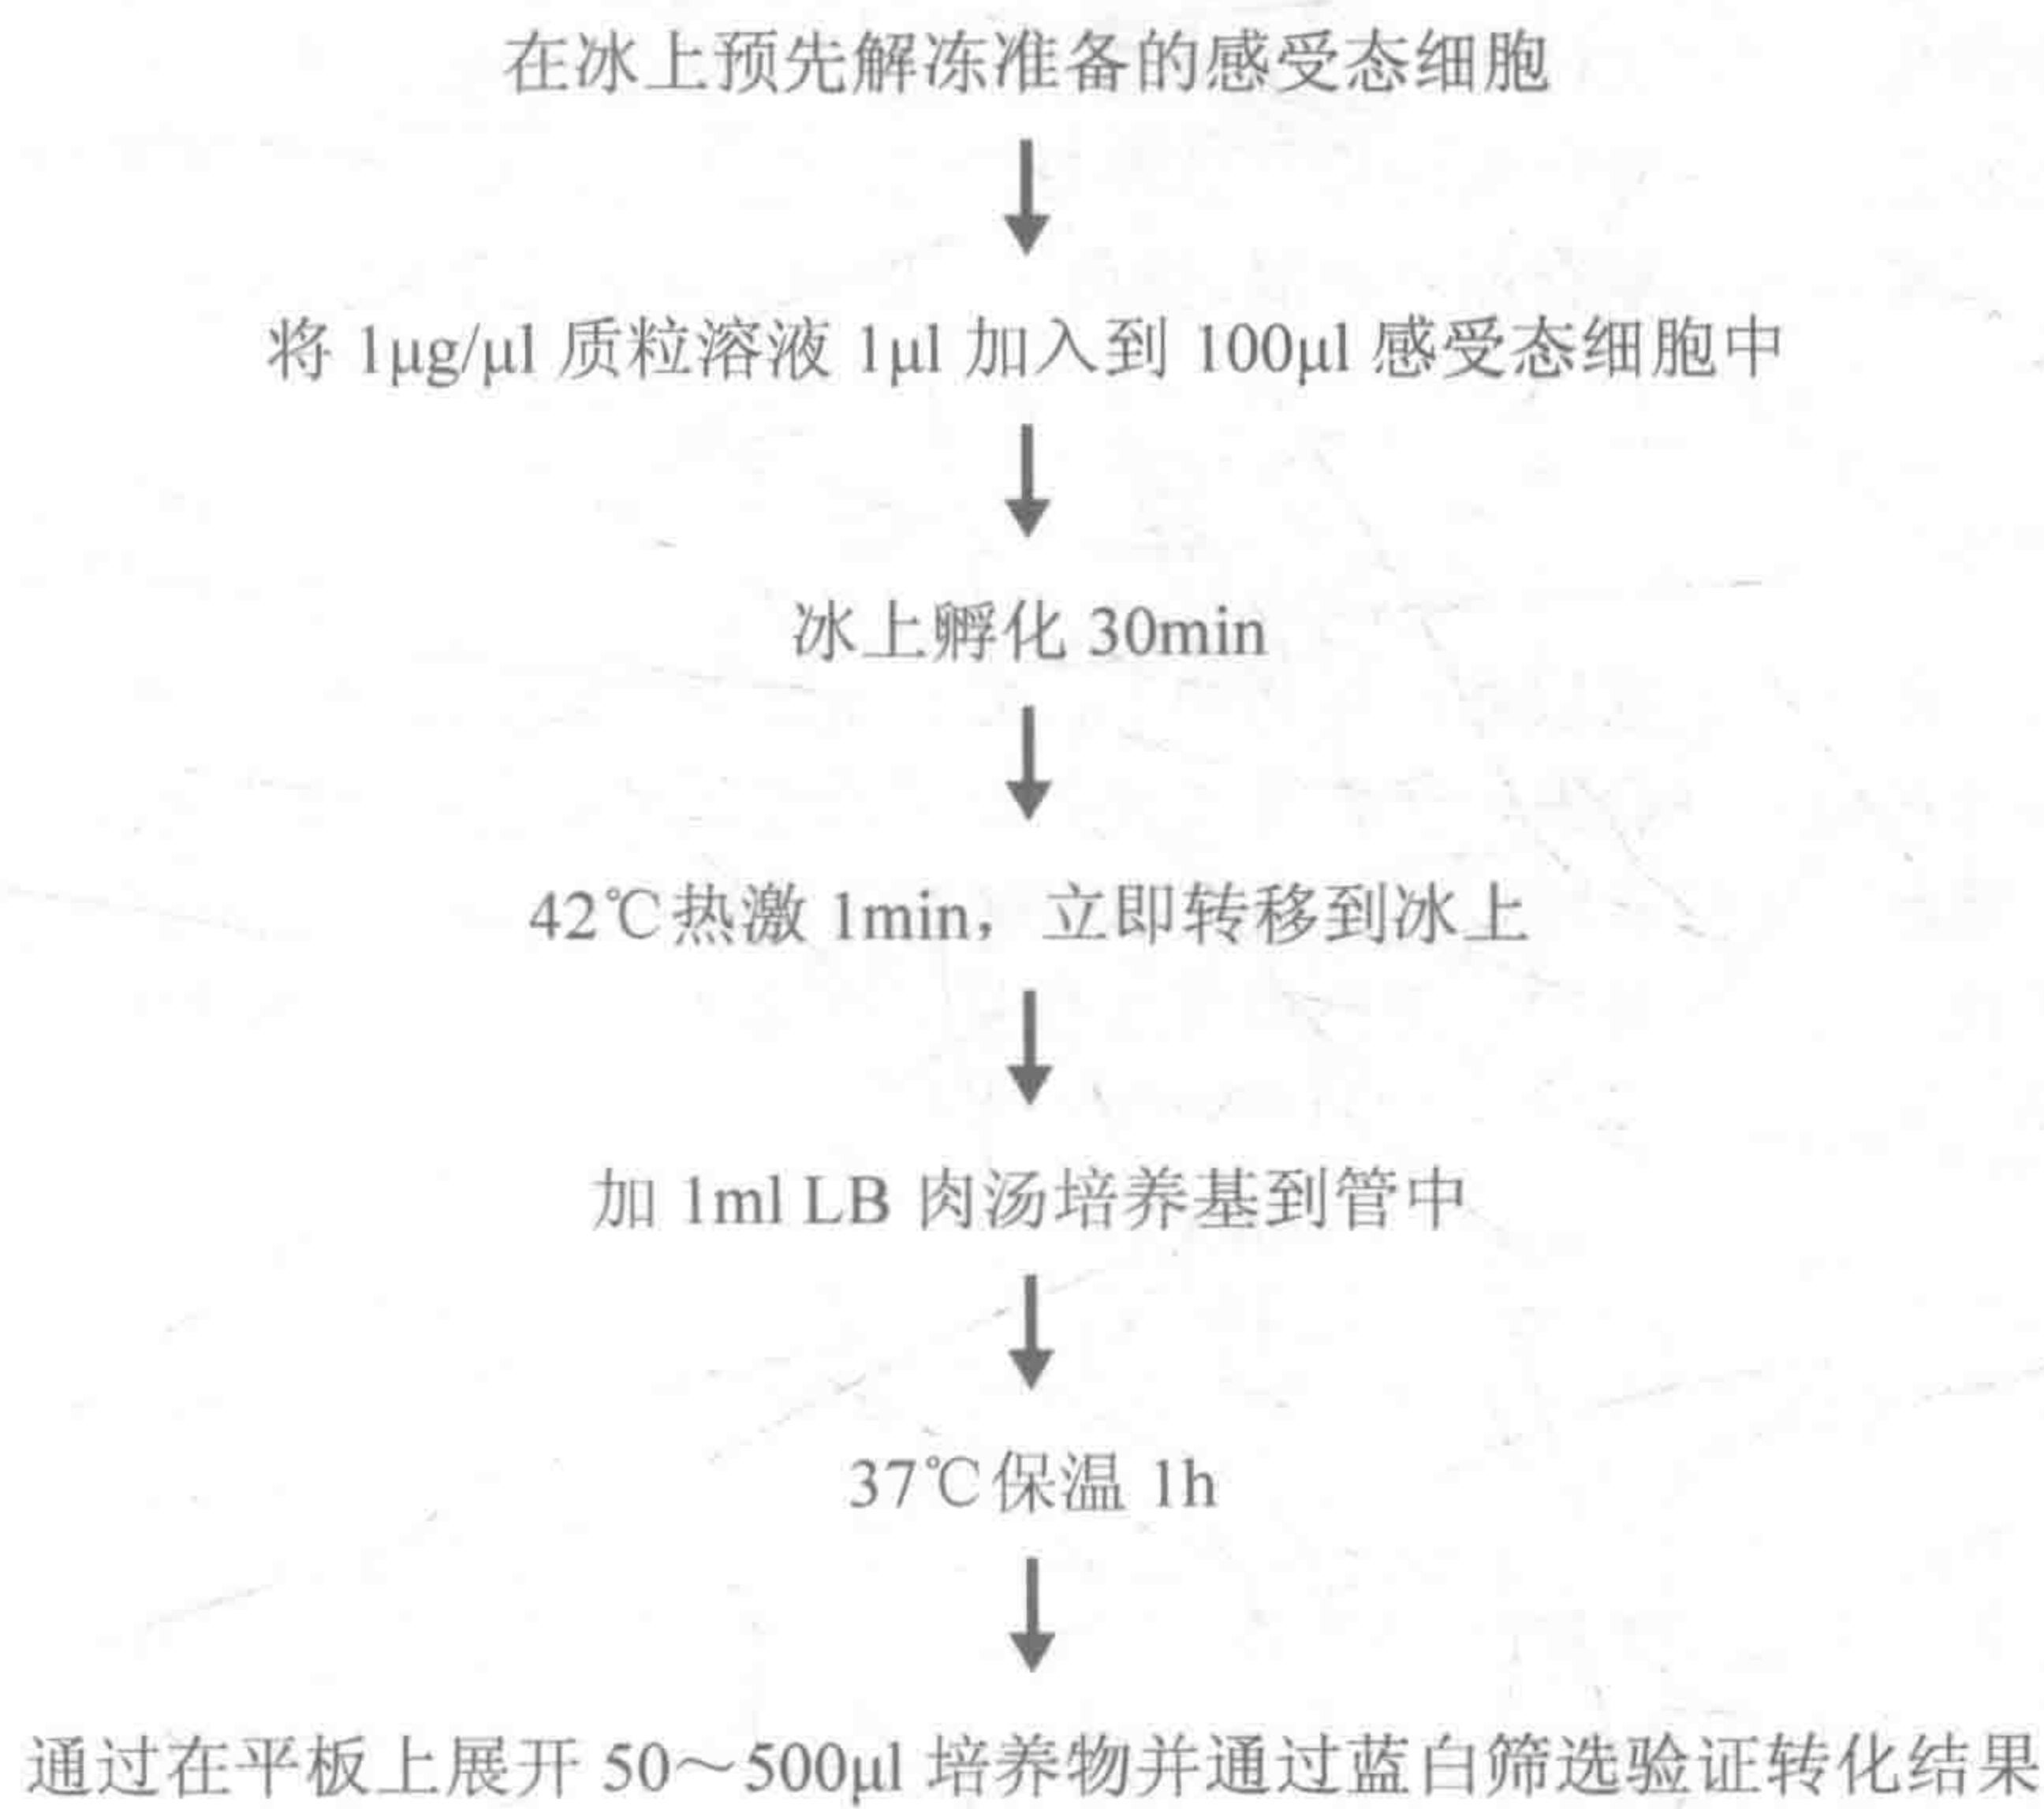 在冰上预先解冻准备的感受态细胞
将 1μg/μl 质粒溶液 1μl 加入到 100μl 感受态细胞中
冰上孵化 30min
42℃热激 1min，立即转移到冰上
加 1ml LB 肉汤培养基到管中
37℃保温 1h
通过在平板上展开 50～500μl 培养物并通过蓝白筛选验证转化结果